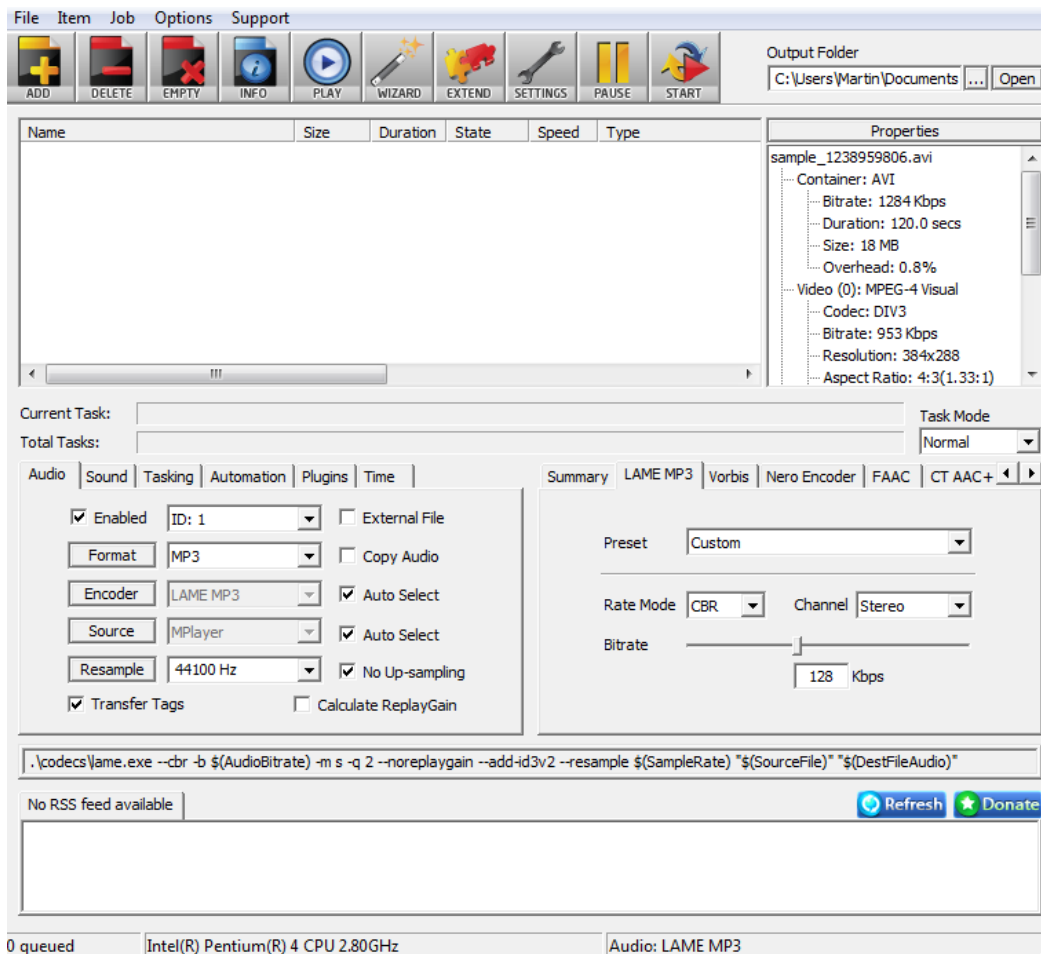 File Item Job Options Support
ADD DELETE EMPTY INFO PLAY WIZARD EXTEND SETTINGS PAUSE START
Output Folder
C:\Users\Martin\Documents ... Open
Name Size Duration State Speed Type
Properties
sample_1238959806.avi
Container: AVI
Bitrate: 1284 Kbps
Duration: 120.0 secs
Size: 18 MB
Overhead: 0.8%
Video (0): MPEG-4 Visual
Codec: DIV3
Bitrate: 953 Kbps
Resolution: 384x288
Aspect Ratio: 4:3(1.33:1)
Current Task:
Total Tasks:
Task Mode
Normal
Audio Sound Tasking Automation Plugins Time
Enabled ID: 1 External File
Format MP3 Copy Audio
Encoder LAME MP3 Auto Select
Source MPlayer Auto Select
Resample 44100 Hz No Up-sampling
Transfer Tags Calculate ReplayGain
Summary LAME MP3 Vorbis Nero Encoder FAAC CT AAC+
Preset Custom
Rate Mode CBR Channel Stereo
Bitrate
128 Kbps
.\codecs\lame.exe --cbr -b $(AudioBitrate) -m s -q 2 --noreplaygain --add-id3v2 --resample $(SampleRate) "$(SourceFile)" "$(DestFileAudio)"
No RSS feed available
Refresh Donate
0 queued Intel(R) Pentium(R) 4 CPU 2.80GHz Audio: LAME MP3